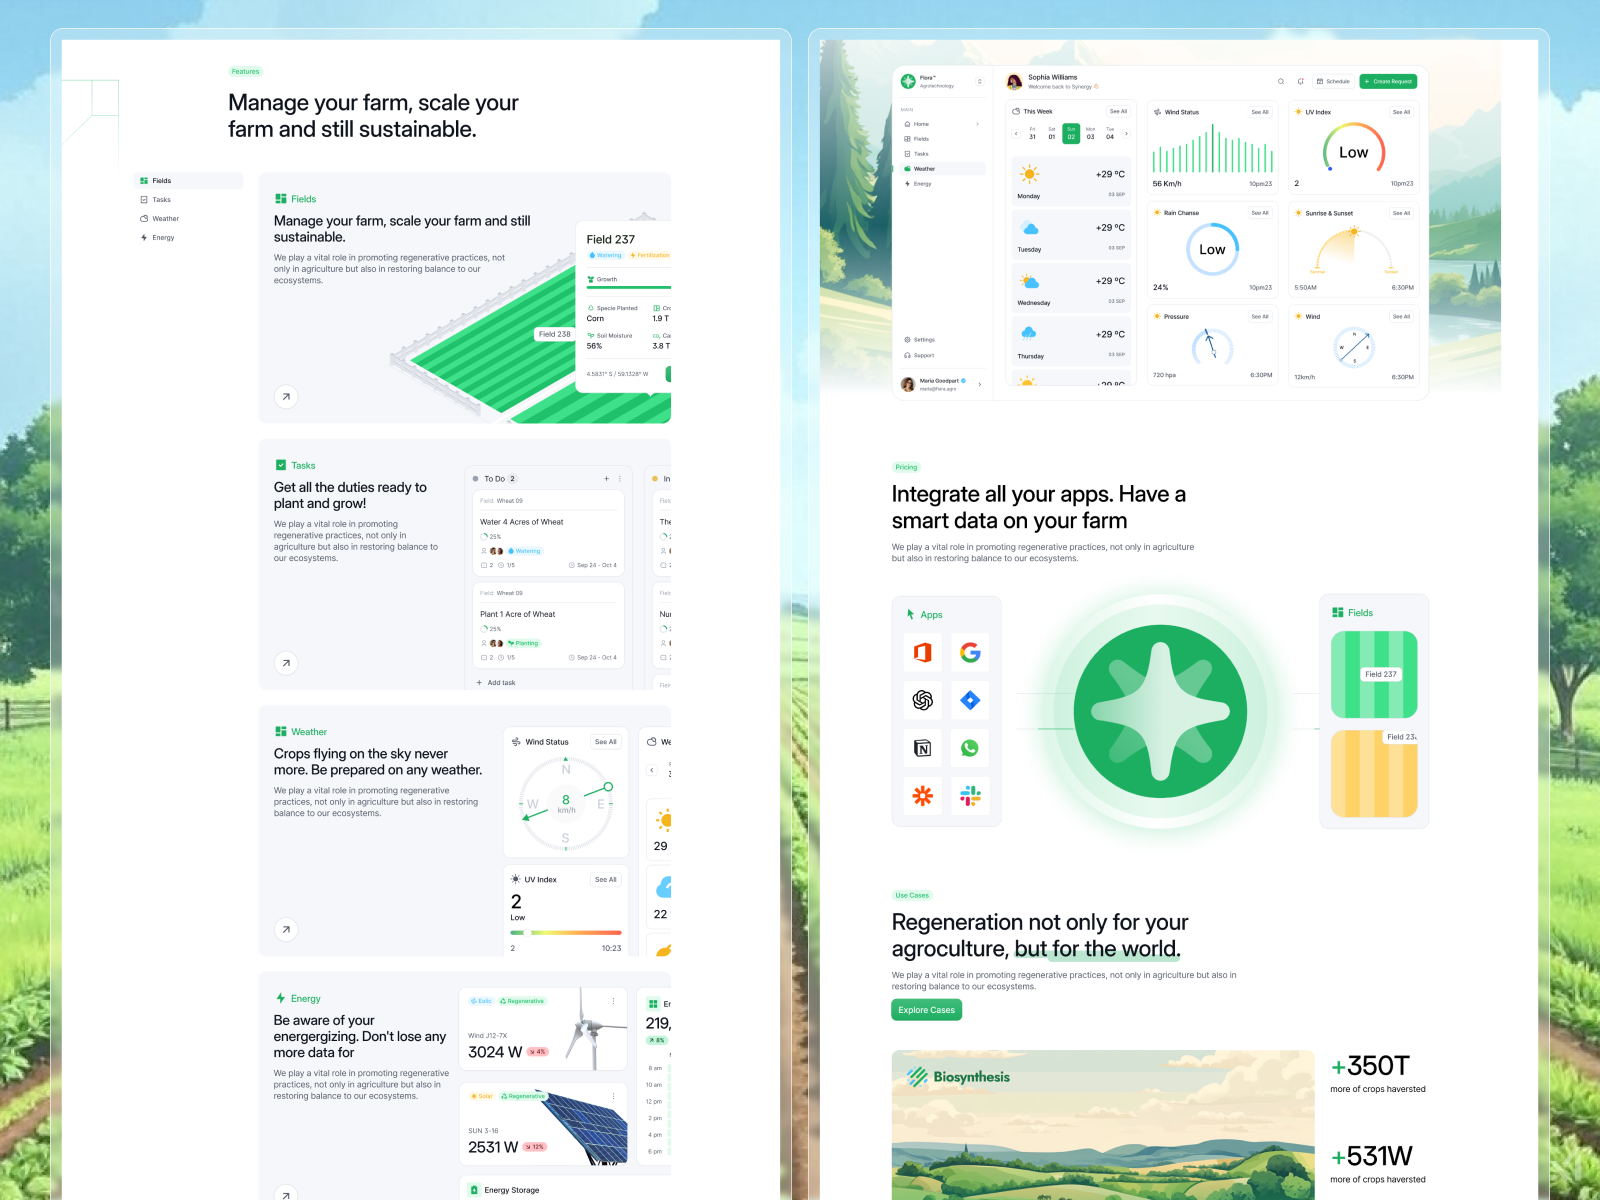 Features
Manage your farm, scale your
farm and still sustainable.
Fields
Tasks
Weather
Energy
Fields
Manage your farm, scale your farm and still
sustainable.
We play a vital role in promoting regenerative practices, not
only in agriculture but also in restoring balance to our
ecosystems.
Field 238
Field 237
Watering
Fertilization
Growth
Specie Planted
Corn
1.9 T
Soil Moisture
56%
3.8 T
4.5831° S / 59.1328° W
Tasks
Get all the duties ready to
plant and grow!
We play a vital role in promoting
regenerative practices, not only in
agriculture but also in restoring balance to
our ecosystems.
To Do 2
Field: Wheat 09
Water 4 Acres of Wheat
25%
Watering
2 1/5 Sep 24 - Oct 4
Field: Wheat 09
Plant 1 Acre of Wheat
25%
Planting
2 1/5 Sep 24 - Oct 4
+ Add task
In
Weather
Crops flying on the sky never
more. Be prepared on any weather.
We play a vital role in promoting regenerative
practices, not only in agriculture but also in restoring
balance to our ecosystems.
Wind Status See All
N
W 8 E
km/h
S
UV Index See All
2
Low
2 10:23
We
29
22
Energy
Be aware of your
energergizing. Don't lose any
more data for
We play a vital role in promoting regenerative
practices, not only in agriculture but also in
restoring balance to our ecosystems.
Eolic Regenerative
Wind J12-7X
3024 W 4%
Solar Regenerative
SUN 3-16
2531 W 12%
Energy Storage
Er
219,
8%
8 am
10 am
12 pm
2 pm
4 pm
6 pm
Flora™
Agrotechnology
MAIN
Home
Fields
Tasks
Weather
Energy
Settings
Support
Maria Goodpart
maria@flora.agro
Sophia Williams
Welcome back to Synergy
Schedule
+ Create Request
This Week See All
Fri Sat Sun Mon Tue
31 01 02 03 04
+29 ºC
Monday 03 SEP
+29 ºC
Tuesday 03 SEP
+29 ºC
Wednesday 03 SEP
+29 ºC
Thursday 03 SEP
+29 ºC
Wind Status See All
56 Km/h 10pm23
UV Index See All
Low
2 10pm23
Rain Chanse See All
Low
24% 10pm23
Sunrise & Sunset See All
Sunrise Sunset
5:50AM 6:30PM
Pressure See All
720 hpa 6:30PM
Wind See All
N
W E
S
12km/h 6:30PM
Pricing
Integrate all your apps. Have a
smart data on your farm
We play a vital role in promoting regenerative practices, not only in agriculture
but also in restoring balance to our ecosystems.
Apps
Fields
Field 237
Field 23
Use Cases
Regeneration not only for your
agroculture, but for the world.
We play a vital role in promoting regenerative practices, not only in agriculture but also in
restoring balance to our ecosystems.
Explore Cases
Biosynthesis
+350T
more of crops haversted
+531W
more of crops haversted